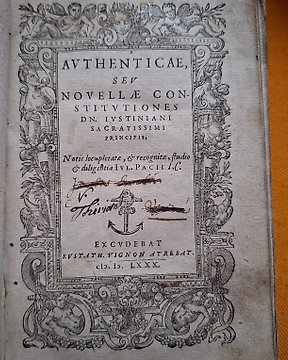 AVTHENTICAE,
SEV
NOVELLÆ CON-
STITVTIONES
DN. IVSTINIANI
SACRATISSIMI
PRINCIPIS,
Notis locupletatæ, & recognitæ, studio
& diligentia IVL. PACII I.C.
EXCVDEBAT
EVSTATH. VIGNON ATREBAT.
cIɔ. Iɔ. LXXX.